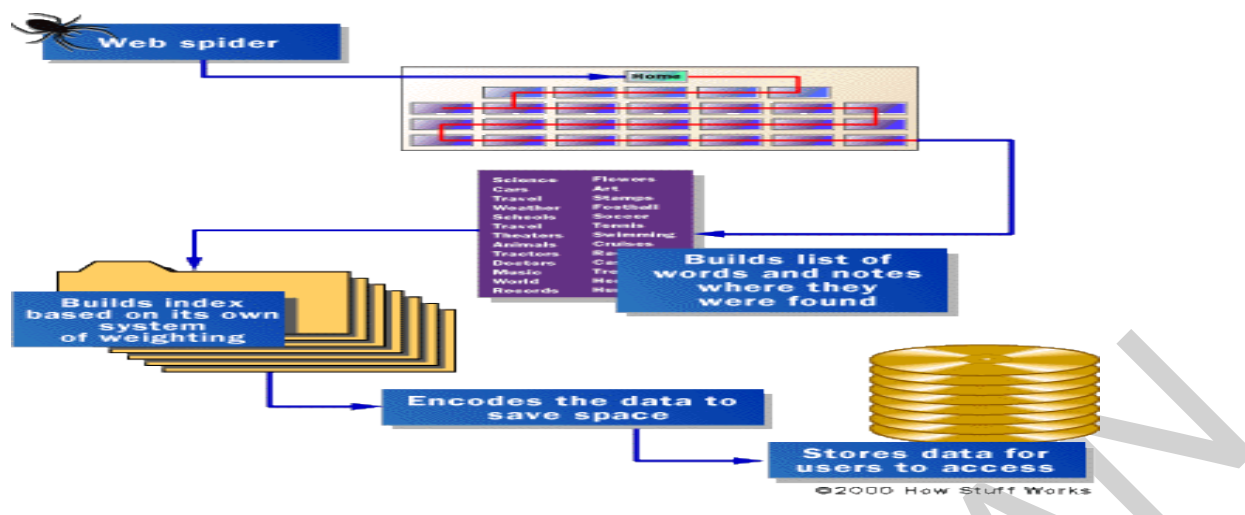 Web spider
Home
Science Flowers
Cars Art
Travel Stamps
Weather Football
Schools Soccer
Travel Tennis
Theaters Swimming
Animals Cruises
Tractors
Doctors
Music
World
Records
Builds list of
words and notes
where they
were found
Builds index
based on its own
system
of weighting
Encodes the data to
save space
Stores data for
users to access
©2000 How Stuff Works